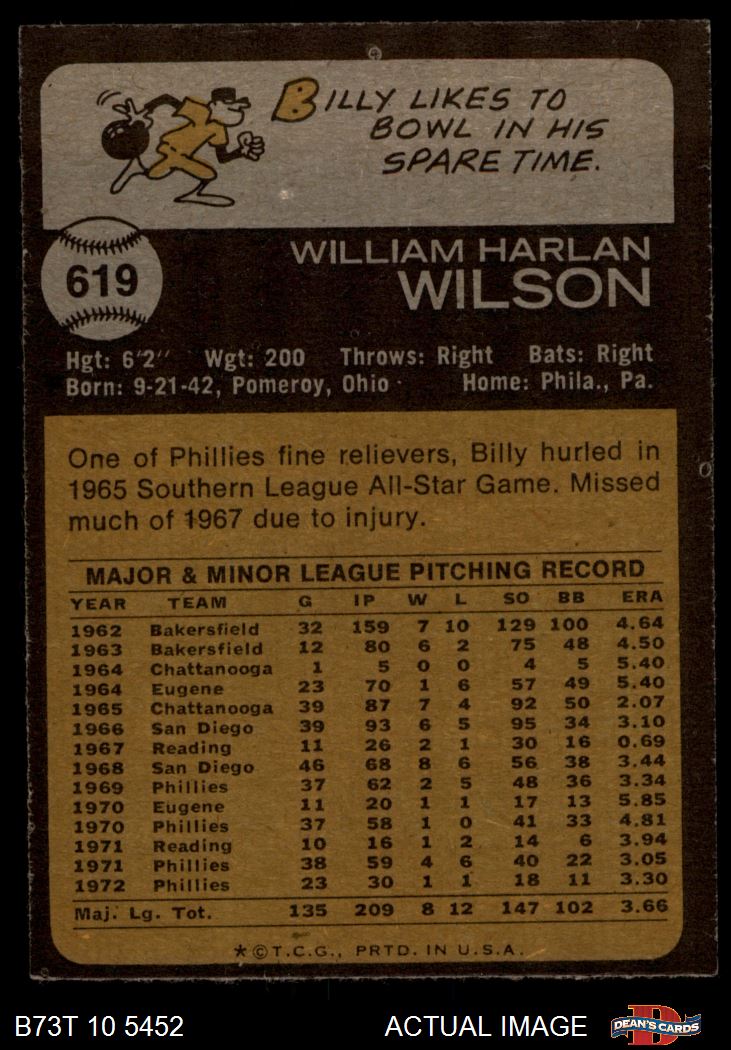 BILLY LIKES TO
BOWL IN HIS
SPARE TIME.
619
WILLIAM HARLAN
WILSON
Hgt: 6'2" Wgt: 200 Throws: Right Bats: Right
Born: 9-21-42, Pomeroy, Ohio · Home: Phila., Pa.
One of Phillies fine relievers, Billy hurled in
1965 Southern League All-Star Game. Missed
much of 1967 due to injury.
MAJOR & MINOR LEAGUE PITCHING RECORD
YEAR TEAM G IP W L SO BB ERA
1962 Bakersfield 32 159 7 10 129 100 4.64
1963 Bakersfield 12 80 6 2 75 48 4.50
1964 Chattanooga 1 5 0 0 4 5 5.40
1964 Eugene 23 70 1 6 57 49 5.40
1965 Chattanooga 39 87 7 4 92 50 2.07
1966 San Diego 39 93 6 5 95 34 3.10
1967 Reading 11 26 2 1 30 16 0.69
1968 San Diego 46 68 8 6 56 38 3.44
1969 Phillies 37 62 2 5 48 36 3.34
1970 Eugene 11 20 1 1 17 13 5.85
1970 Phillies 37 58 1 0 41 33 4.81
1971 Reading 10 16 1 2 14 6 3.94
1971 Phillies 38 59 4 6 40 22 3.05
1972 Phillies 23 30 1 1 18 11 3.30
Maj. Lg. Tot. 135 209 8 12 147 102 3.66
*©T.C.G., PRTD. IN U.S.A.
B73T 10 5452 ACTUAL IMAGE DEAN'S CARDS